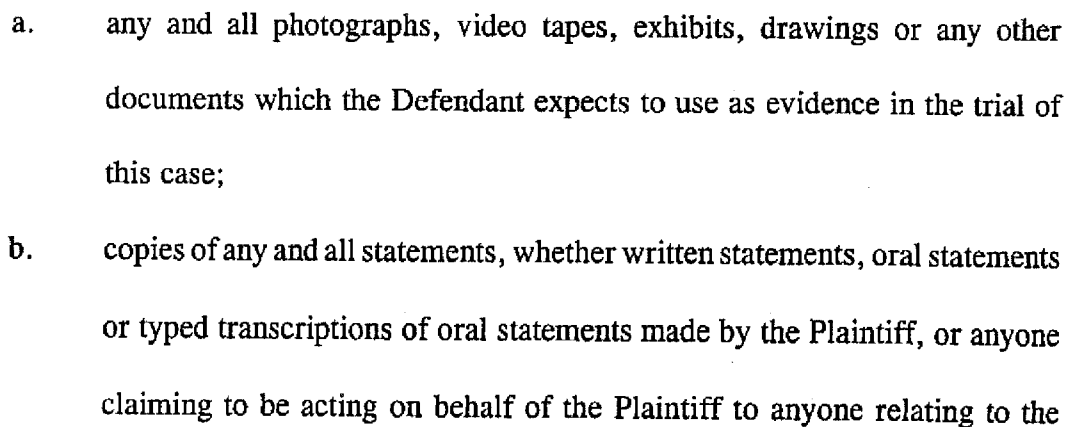 a. any and all photographs, video tapes, exhibits, drawings or any other
documents which the Defendant expects to use as evidence in the trial of
this case;
b. copies of any and all statements, whether written statements, oral statements
or typed transcriptions of oral statements made by the Plaintiff, or anyone
claiming to be acting on behalf of the Plaintiff to anyone relating to the